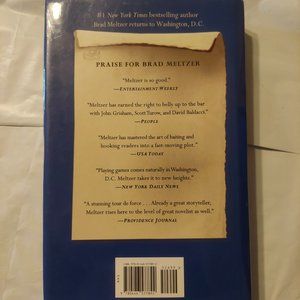 #1 New York Times bestselling author
Brad Meltzer returns to Washington, D.C.
PRAISE FOR BRAD MELTZER
"Meltzer is so good."
—ENTERTAINMENT WEEKLY
"Meltzer has earned the right to belly up to the bar
with John Grisham, Scott Turow, and David Baldacci."
—PEOPLE
"Meltzer has mastered the art of baiting and
hooking readers into a fast-moving plot."
—USA TODAY
"Playing games comes naturally in Washington,
D.C. Meltzer takes it to new heights."
—NEW YORK DAILY NEWS
"A stunning tour de force . . . Already a great storyteller,
Meltzer rises here to the level of great novelist as well."
—PROVIDENCE JOURNAL